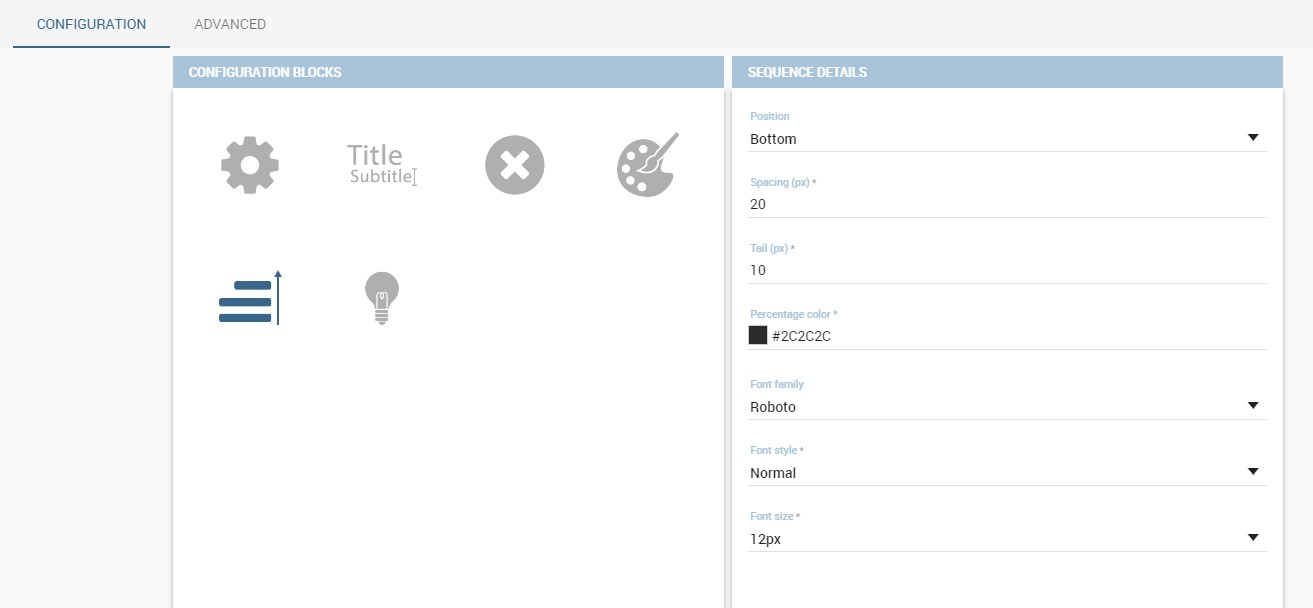 CONFIGURATION ADVANCED
CONFIGURATION BLOCKS
Title
Subtitle
SEQUENCE DETAILS
Position
Bottom
Spacing (px) *
20
Tail (px) *
10
Percentage color *
#2C2C2C
Font family
Roboto
Font style *
Normal
Font size *
12px